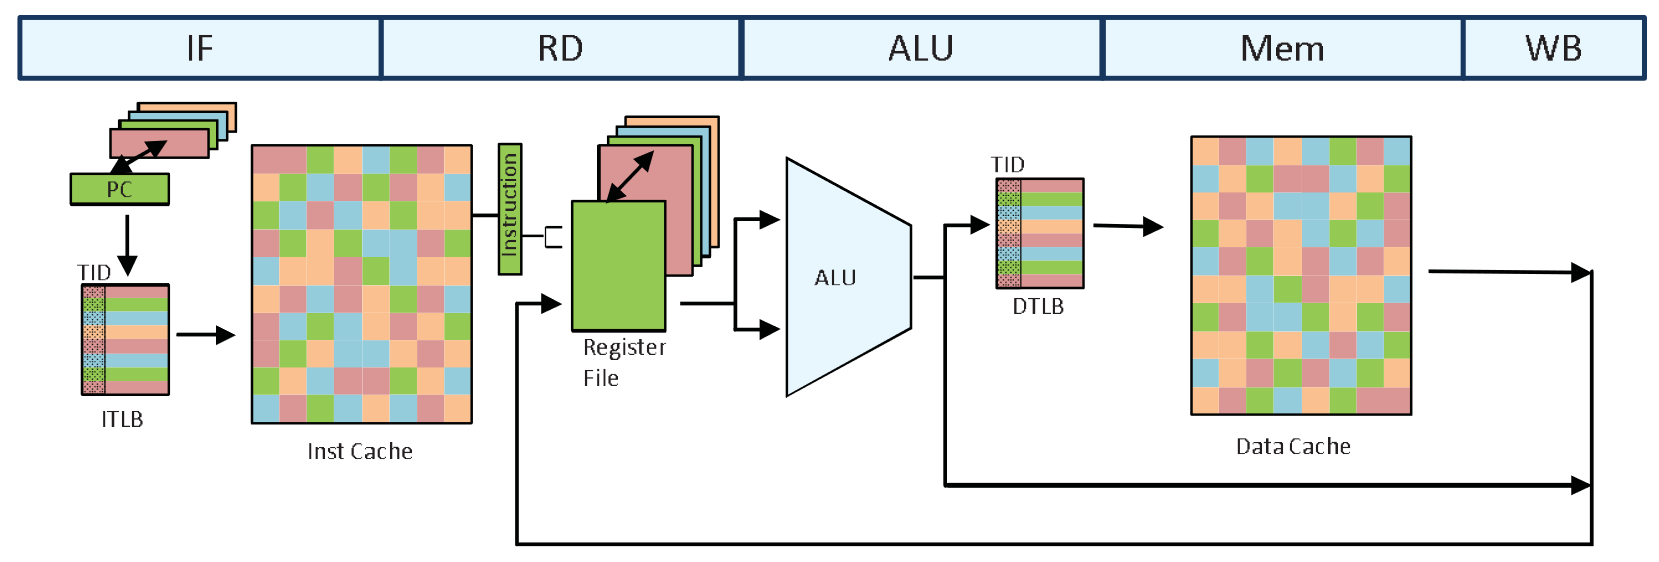 IF RD ALU Mem WB
PC
Instruction
TID
ITLB
Inst Cache
Register
File
ALU
TID
DTLB
Data Cache